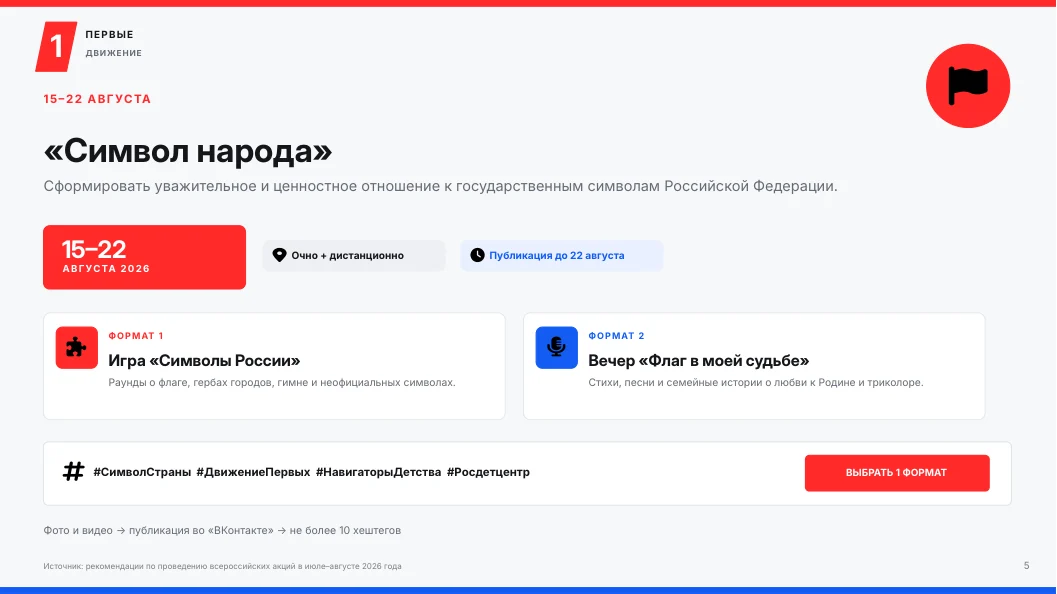 1
ПЕРВЫЕ
ДВИЖЕНИЕ
15–22 АВГУСТА
«Символ народа»
Сформировать уважительное и ценностное отношение к государственным символам Российской Федерации.
15–22
АВГУСТА 2026
Очно + дистанционно
Публикация до 22 августа
ФОРМАТ 1
Игра «Символы России»
Раунды о флаге, гербах городов, гимне и неофициальных символах.
ФОРМАТ 2
Вечер «Флаг в моей судьбе»
Стихи, песни и семейные истории о любви к Родине и триколоре.
#СимволСтраны #ДвижениеПервых #НавигаторыДетства #Росдетцентр
ВЫБРАТЬ 1 ФОРМАТ
Фото и видео → публикация во «ВКонтакте» → не более 10 хештегов
Источник: рекомендации по проведению всероссийских акций в июле–августе 2026 года
5